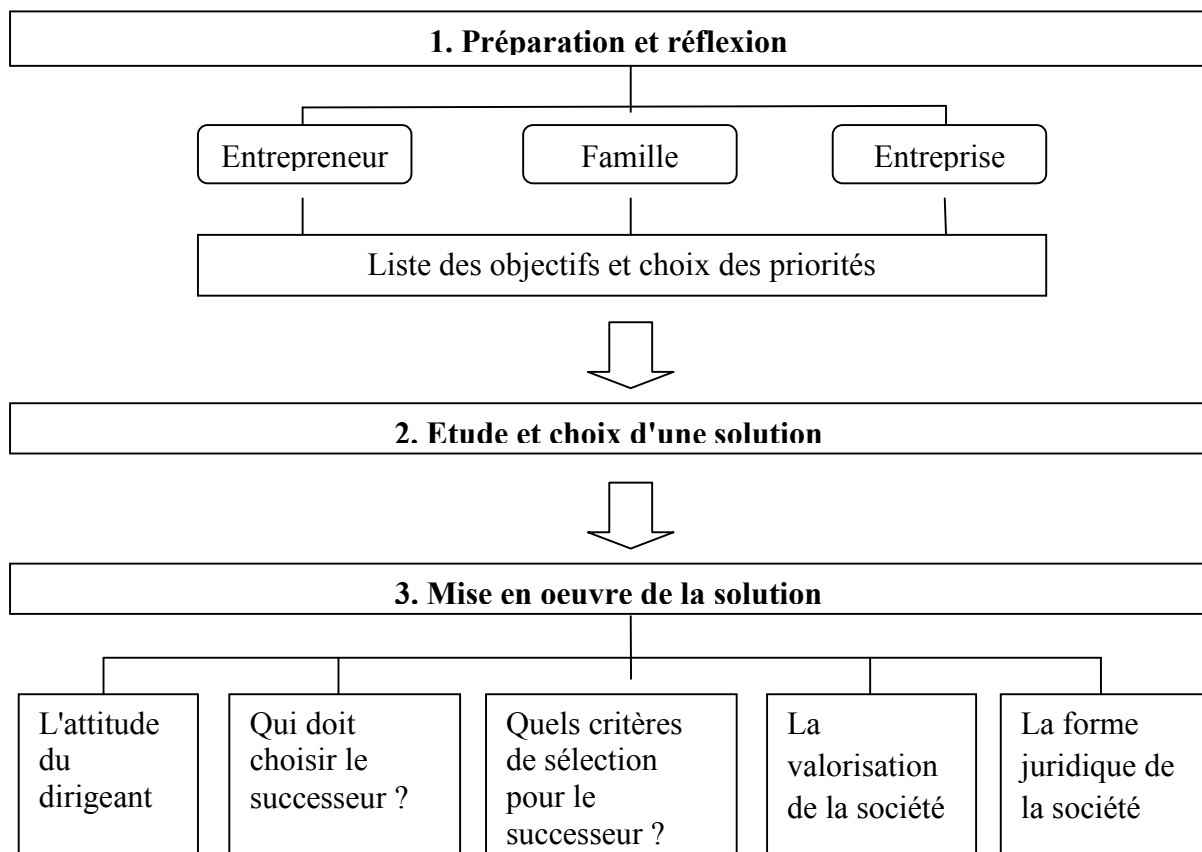 1. Préparation et réflexion
Entrepreneur
Famille
Entreprise
Liste des objectifs et choix des priorités
2. Etude et choix d'une solution
3. Mise en oeuvre de la solution
L'attitude
du
dirigeant
Qui doit
choisir le
successeur ?
Quels critères
de sélection
pour le
successeur ?
La
valorisation
de la société
La forme
juridique de
la société